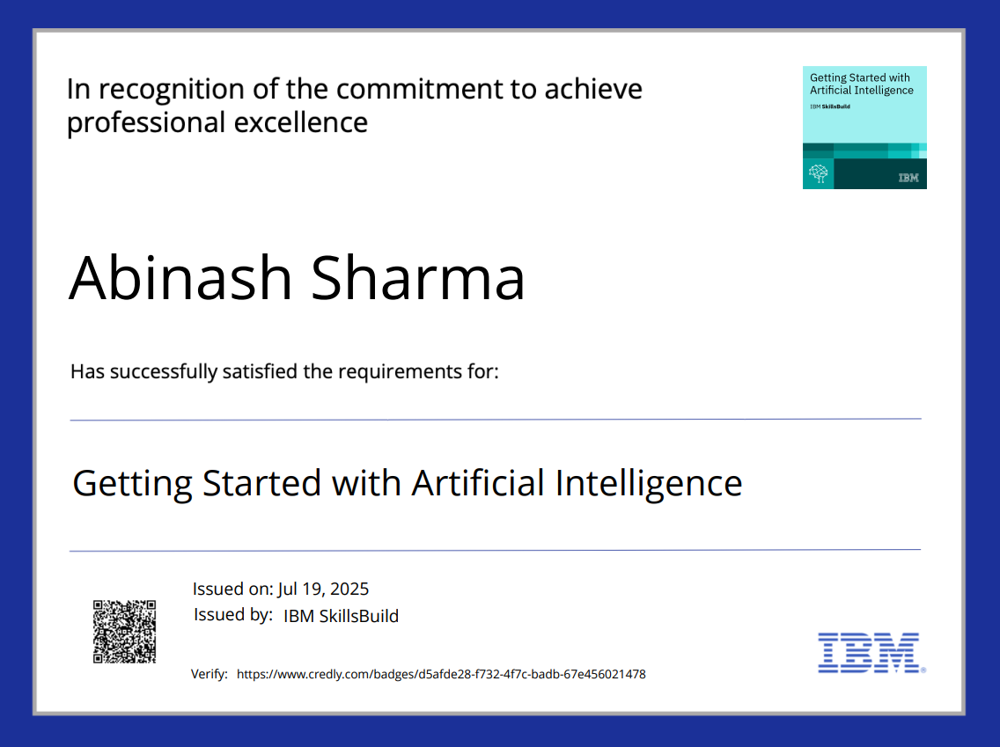 In recognition of the commitment to achieve
professional excellence
Getting Started with
Artificial Intelligence
IBM SkillsBuild
IBM
Abinash Sharma
Has successfully satisfied the requirements for:
Getting Started with Artificial Intelligence
Issued on: Jul 19, 2025
Issued by: IBM SkillsBuild
IBM®
Verify: https://www.credly.com/badges/d5afde28-f732-4f7c-badb-67e456021478